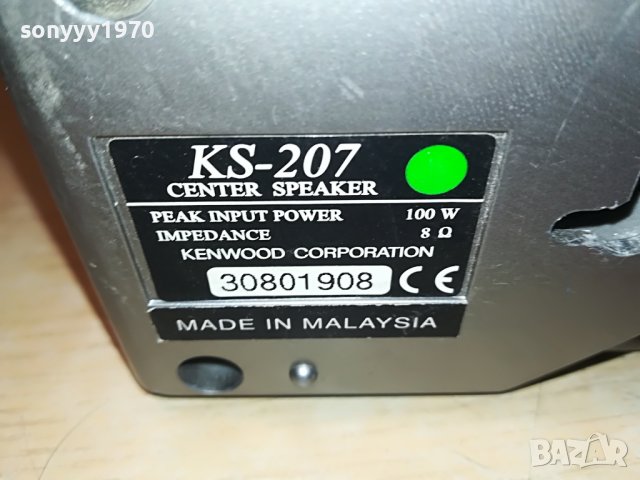 sonyyy1970
KS-207
CENTER SPEAKER
PEAK INPUT POWER 100 W
IMPEDANCE 8 Ω
KENWOOD CORPORATION
30801908 CE
MADE IN MALAYSIA
BAZAR